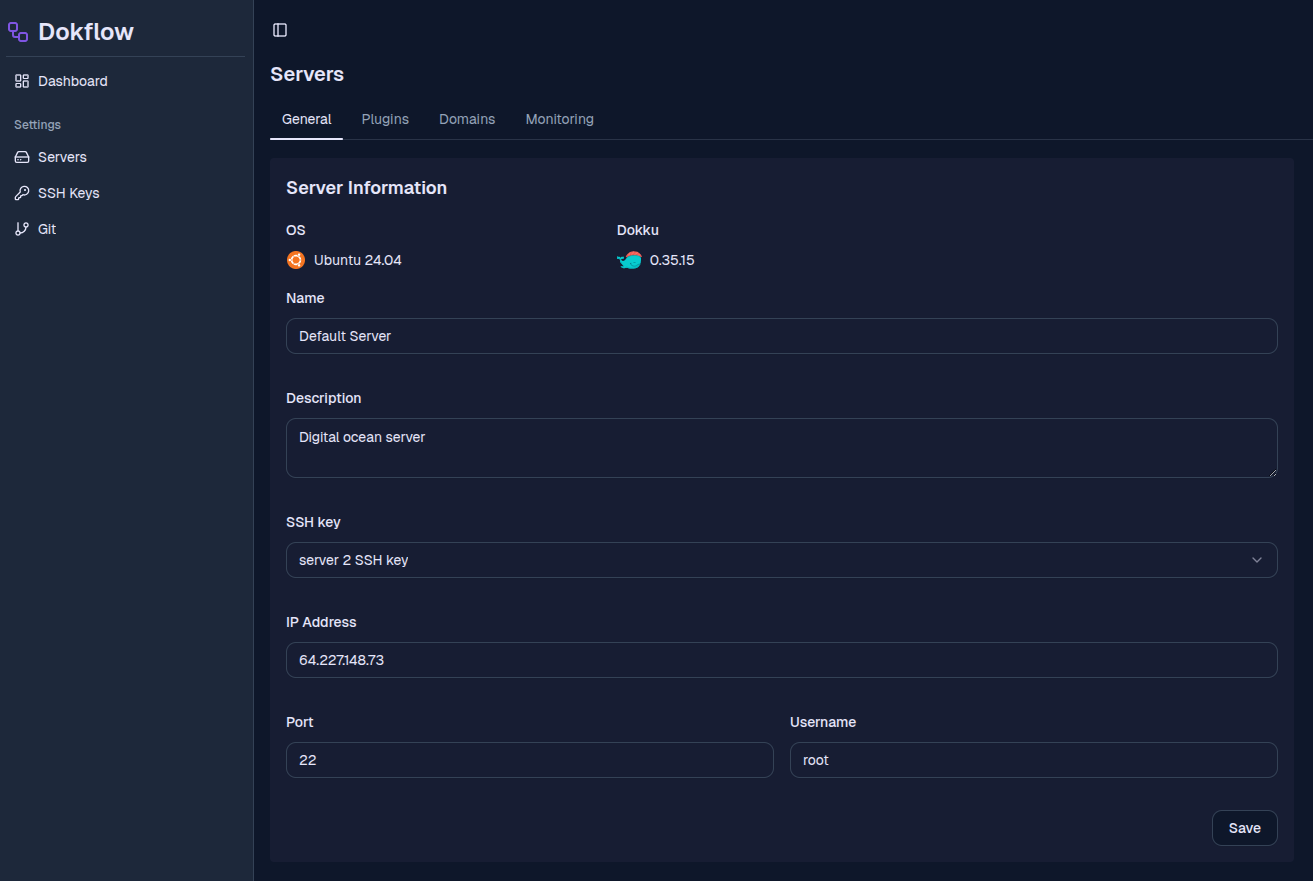 Dokflow
Dashboard
Settings
Servers
SSH Keys
Git
Servers
General Plugins Domains Monitoring
Server Information
OS Dokku
Ubuntu 24.04 0.35.15
Name
Default Server
Description
Digital ocean server
SSH key
server 2 SSH key
IP Address
64.227.148.73
Port Username
22 root
Save